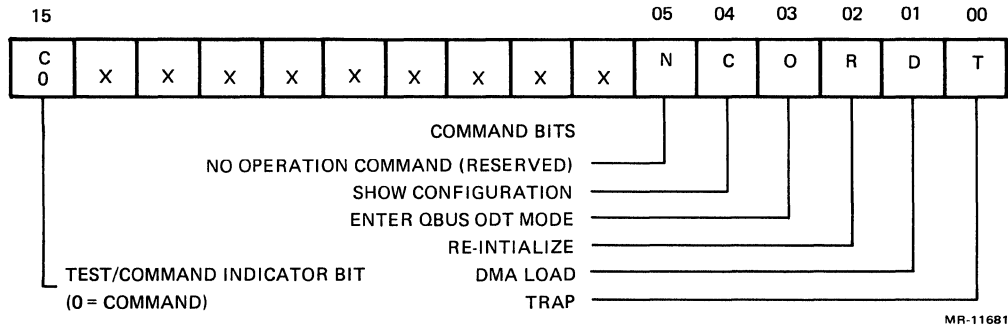 15 05 04 03 02 01 00
C N C O R D T
0 X X X X X X X X X
COMMAND BITS
NO OPERATION COMMAND (RESERVED)
SHOW CONFIGURATION
ENTER QBUS ODT MODE
RE-INTIALIZE
TEST/COMMAND INDICATOR BIT DMA LOAD
(0 = COMMAND) TRAP
MR-11681